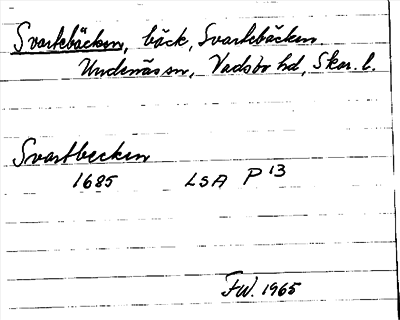 Svartebäcken, bäck, Svartebäcken
Undenäs sn, Vadsbo hd, Skar. l.
Svartbecken
1685 LSA P 13
FW. 1965